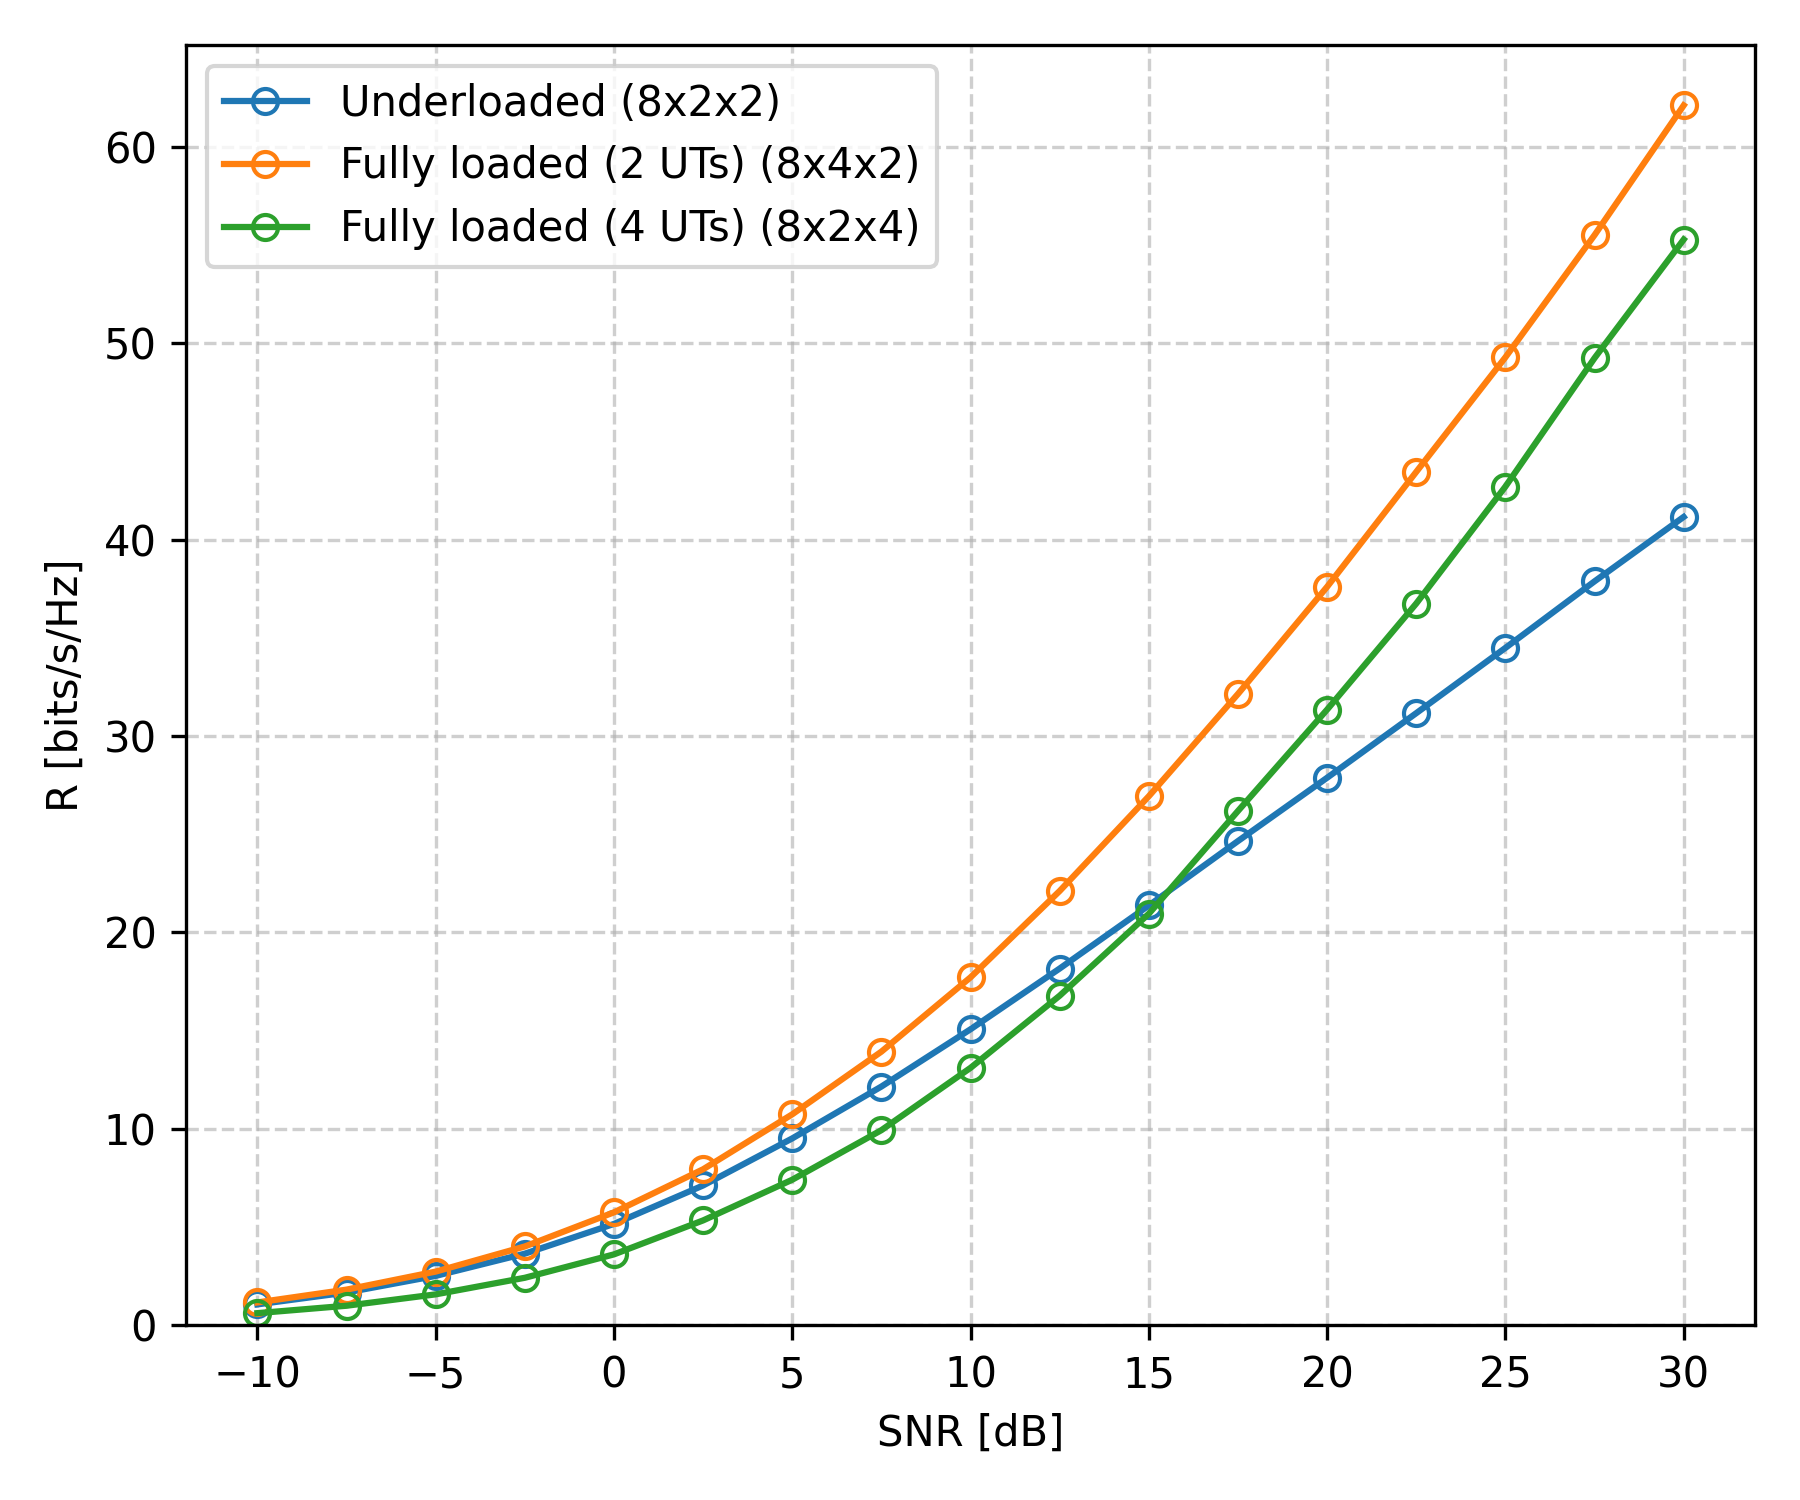 Underloaded (8x2x2)
Fully loaded (2 UTs) (8x4x2)
Fully loaded (4 UTs) (8x2x4)
60
50
40
30
20
10
0
R [bits/s/Hz]
−10 −5 0 5 10 15 20 25 30
SNR [dB]